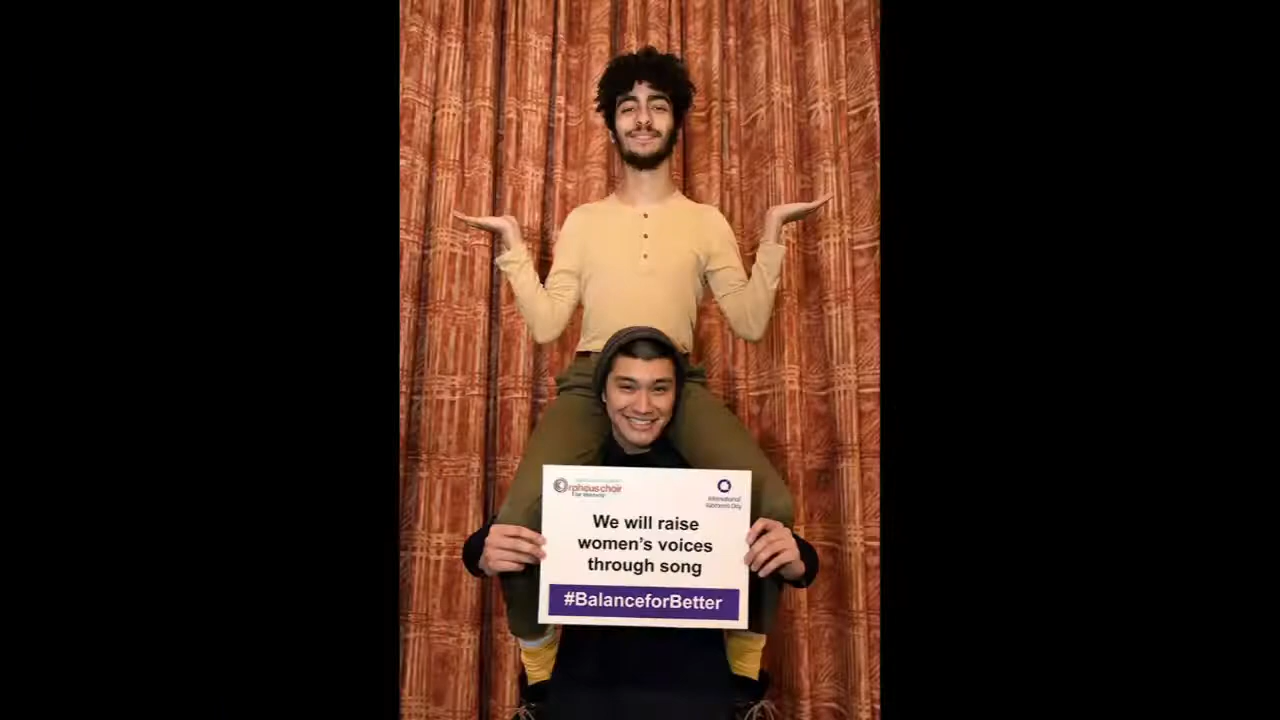 Orpheus choir
International
Women's Day
We will raise
women's voices
through song
#BalanceforBetter